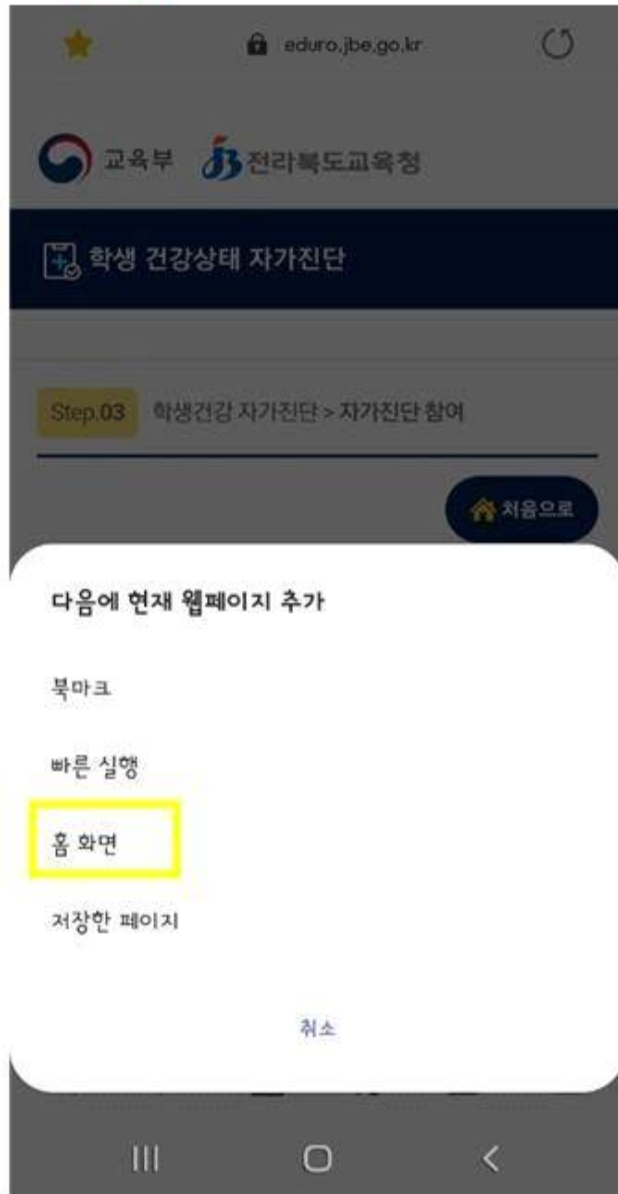 eduro.jbe.go.kr
교육부 전라북도교육청
학생 건강상태 자가진단
Step.03 학생건강 자가진단 > 자가진단 참여
처음으로
다음에 현재 웹페이지 추가
북마크
빠른 실행
홈 화면
저장한 페이지
취소